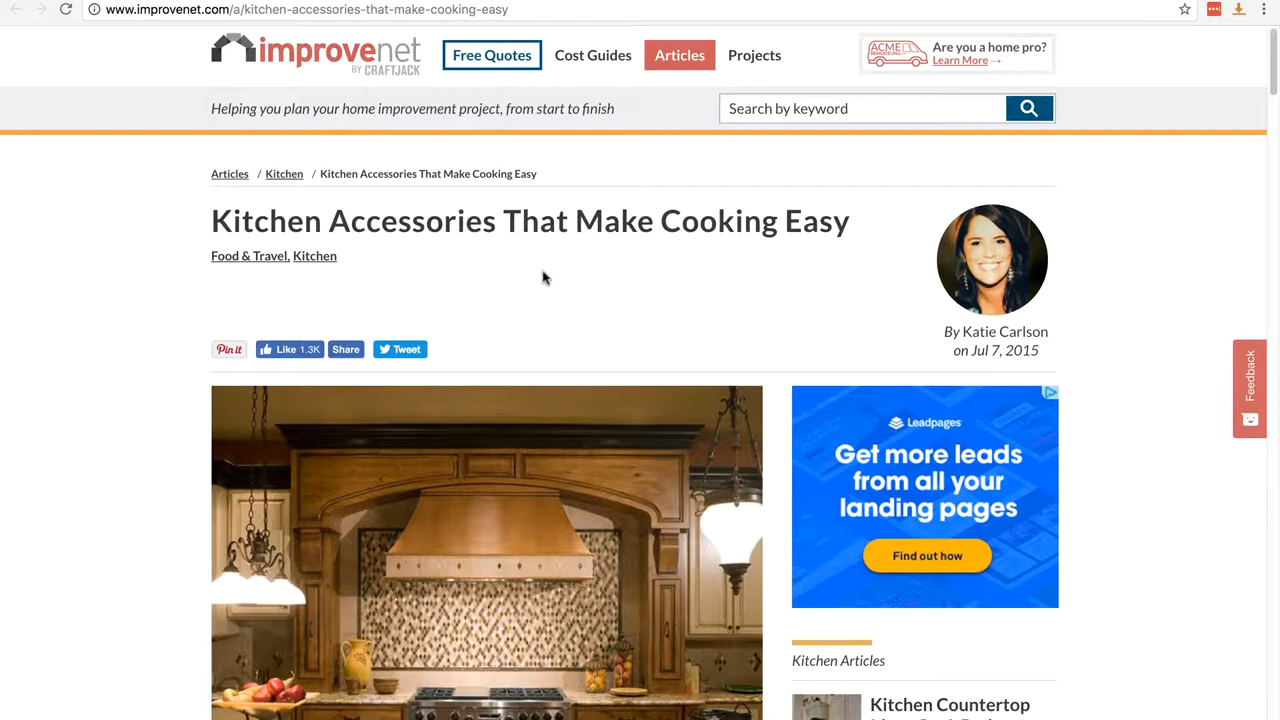 www.improvenet.com/a/kitchen-accessories-that-make-cooking-easy
improvenet
BY CRAFTJACK
Free Quotes
Cost Guides
Articles
Projects
ACME
REMODELING
Are you a home pro?
Learn More →
Helping you plan your home improvement project, from start to finish
Search by keyword
Articles / Kitchen / Kitchen Accessories That Make Cooking Easy
Kitchen Accessories That Make Cooking Easy
Food & Travel, Kitchen
By Katie Carlson
on Jul 7, 2015
Pin it
Like 1.3K
Share
Tweet
Feedback
Leadpages
Get more leads
from all your
landing pages
Find out how
Kitchen Articles
Kitchen Countertop